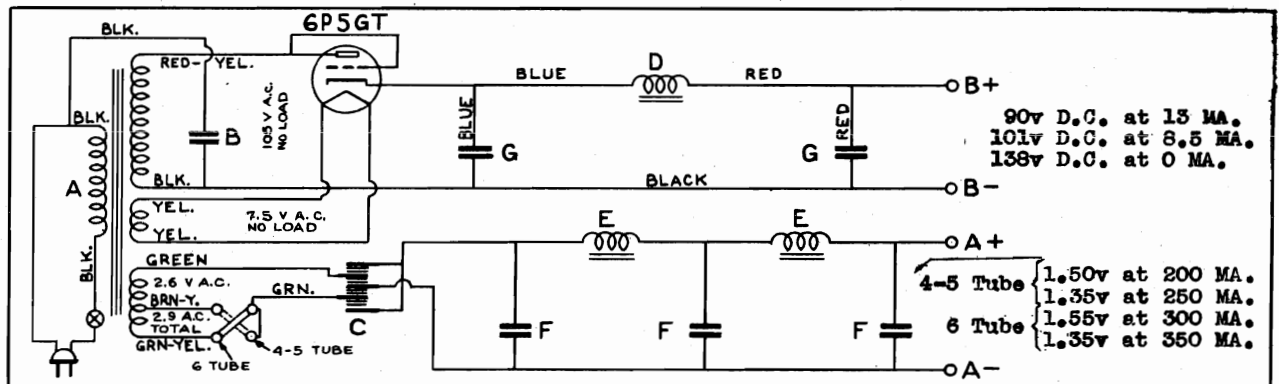 6P5GT
BLK.
RED-YEL.
BLUE
D
RED
B+
BLK.
105 V A.C.
NO LOAD
B
BLUE
G
RED
G
90v D.C. at 13 MA.
101v D.C. at 8.5 MA.
138v D.C. at 0 MA.
A
BLK.
BLACK
B-
YEL.
7.5 V A.C.
NO LOAD
YEL.
E
E
A+
BLK.
GREEN
2.6 V A.C.
BRN-Y.
2.9 A.C.
TOTAL
GRN-YEL.
GRN.
C
4-5 TUBE
6 TUBE
F
F
F
4-5 Tube
1.50v at 200 MA.
1.35v at 250 MA.
6 Tube
1.55v at 300 MA.
1.35v at 350 MA.
A-